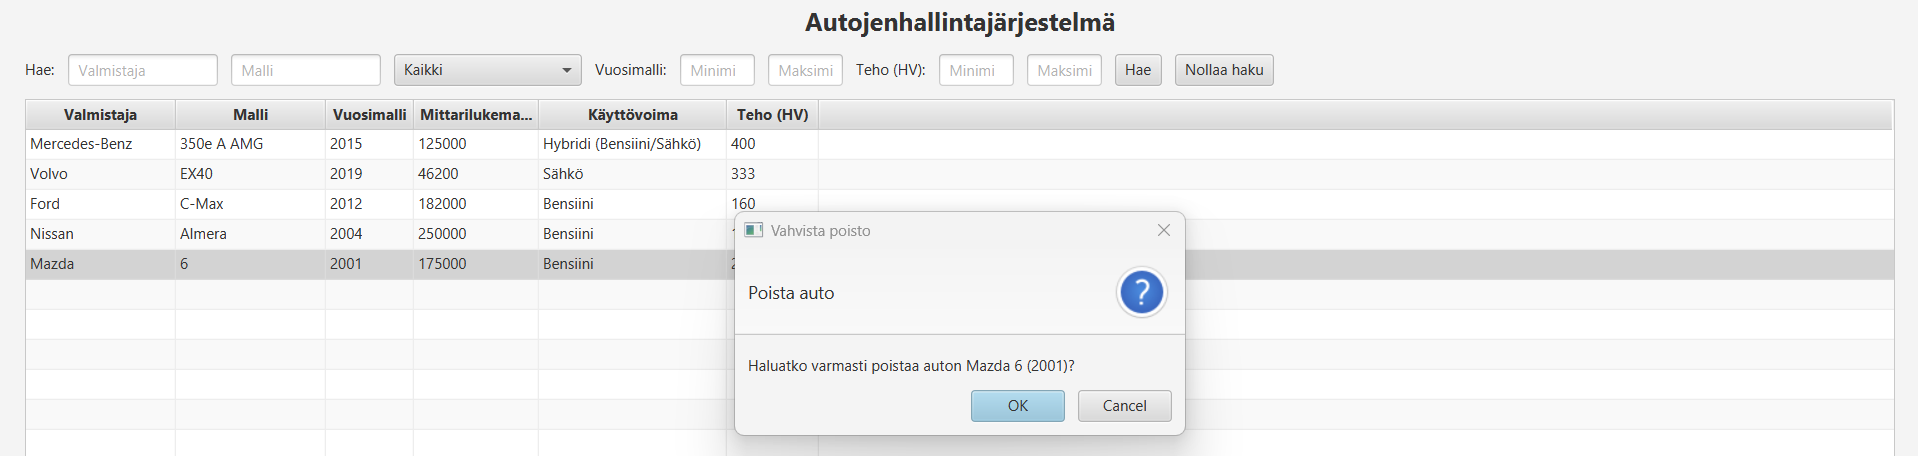 Autojenhallintajärjestelmä
Hae: Valmistaja Malli Kaikki Vuosimalli: Minimi Maksimi Teho (HV): Minimi Maksimi Hae Nollaa haku
Valmistaja Malli Vuosimalli Mittarilukema... Käyttövoima Teho (HV)
Mercedes-Benz 350e A AMG 2015 125000 Hybridi (Bensiini/Sähkö) 400
Volvo EX40 2019 46200 Sähkö 333
Ford C-Max 2012 182000 Bensiini 160
Nissan Almera 2004 250000 Bensiini
Mazda 6 2001 175000 Bensiini
Vahvista poisto
Poista auto
?
Haluatko varmasti poistaa auton Mazda 6 (2001)?
OK Cancel